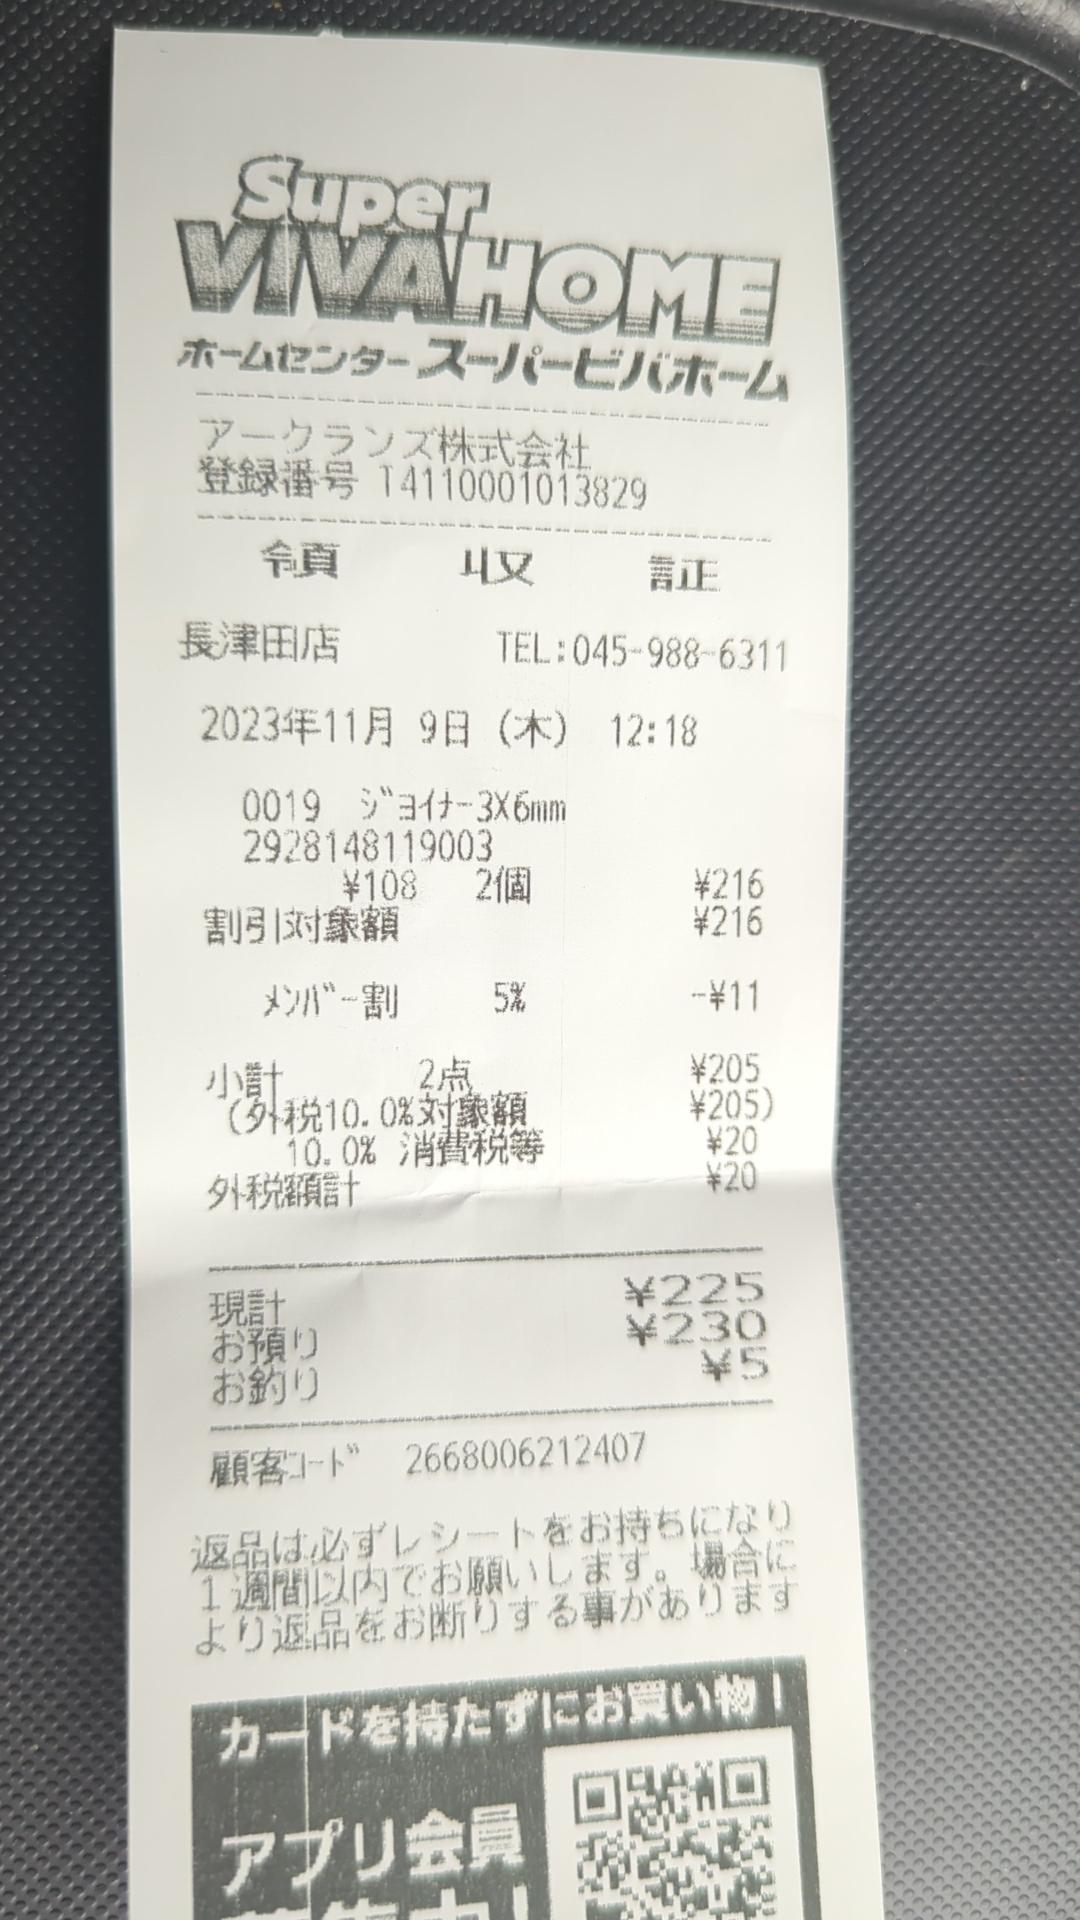 Super
VIVAHOME
ホームセンター スーパービバホーム
アークランズ株式会社
登録番号 T4110001013829
領 収 証
長津田店 TEL:045-988-6311
2023年11月 9日 (木) 12:18
0019 ジョイナー3X6mm
2928148119003
¥108 2個 ¥216
割引対象額 ¥216
メンバー割 5% -¥11
小計 2点 ¥205
(外税10.0%対象額 ¥205)
10.0% 消費税等 ¥20
外税額計 ¥20
現計 ¥225
お預り ¥230
お釣り ¥5
顧客コード 2668006212407
返品は必ずレシートをお持ちになり
1週間以内でお願いします。場合に
より返品をお断りする事があります
カードを持たずにお買い物!
アプリ会員